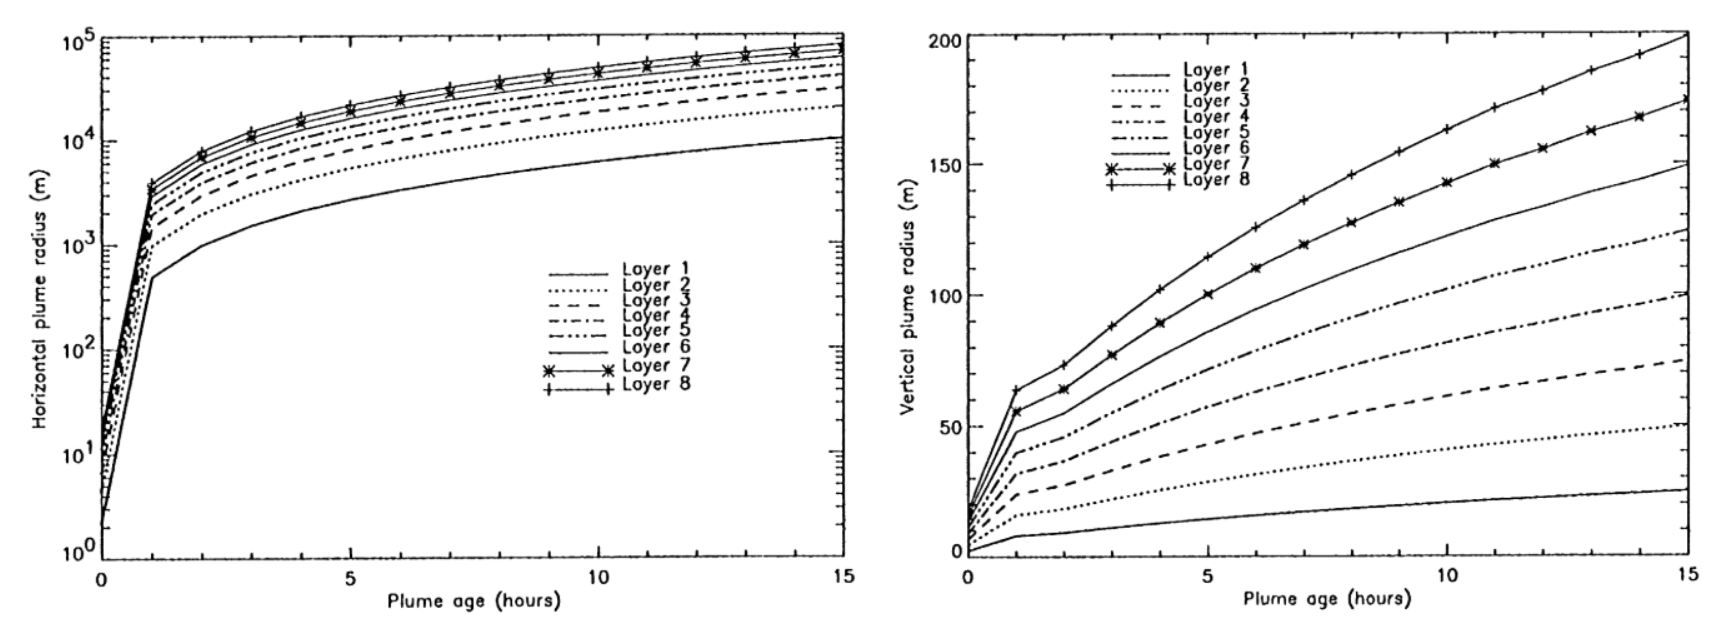 Horizontal plume radius (m)
10^5
10^4
10^3
10^2
10^1
10^0
Layer 1
Layer 2
Layer 3
Layer 4
Layer 5
Layer 6
Layer 7
Layer 8
0
5
10
15
Plume age (hours)
Vertical plume radius (m)
200
150
100
50
0
Layer 1
Layer 2
Layer 3
Layer 4
Layer 5
Layer 6
Layer 7
Layer 8
0
5
10
15
Plume age (hours)